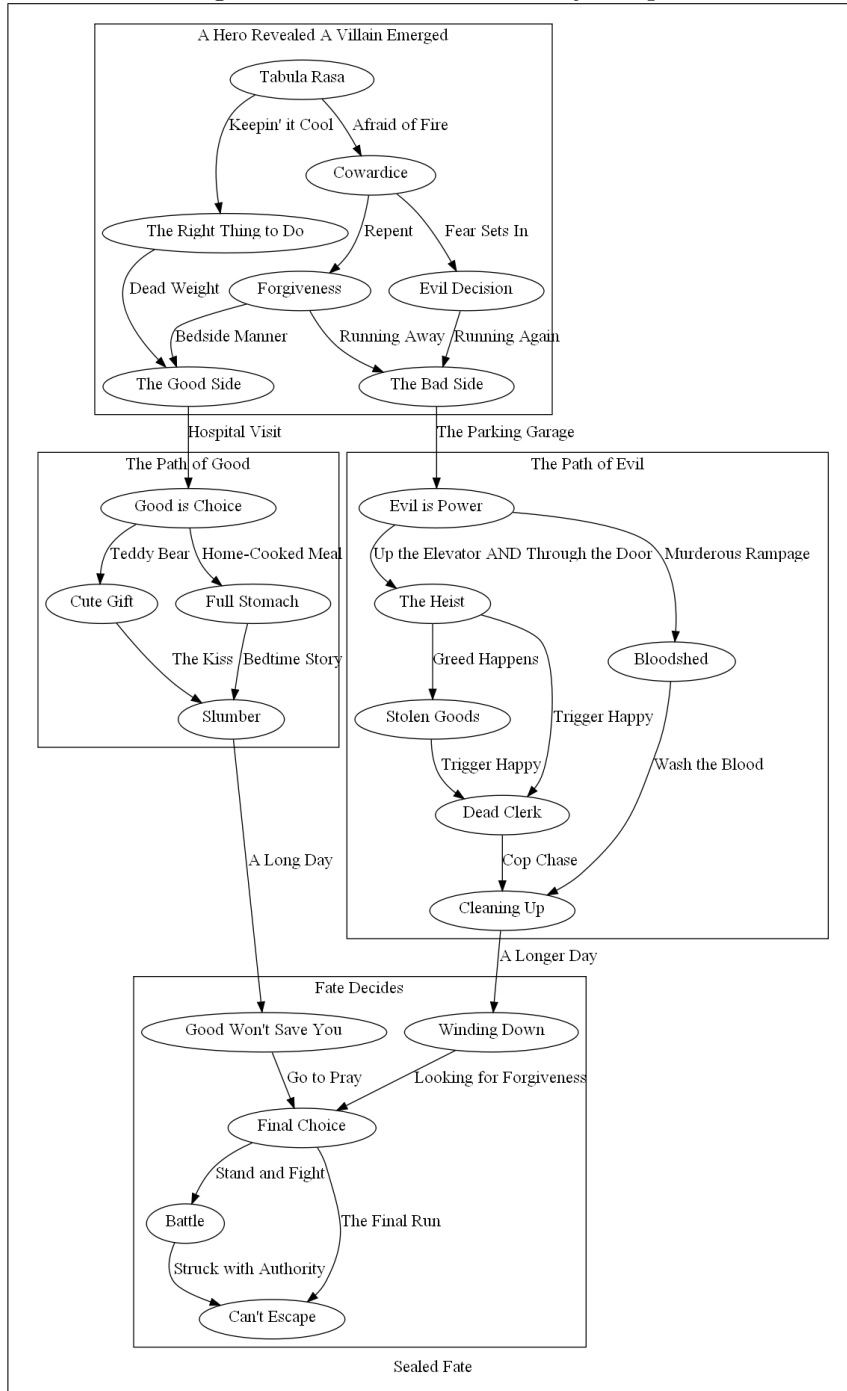 A Hero Revealed A Villain Emerged
Tabula Rasa
Keepin' it Cool
Afraid of Fire
Cowardice
The Right Thing to Do
Repent
Fear Sets In
Dead Weight
Forgiveness
Evil Decision
Bedside Manner
Running Away
Running Again
The Good Side
The Bad Side
Hospital Visit
The Parking Garage
The Path of Good
Good is Choice
Teddy Bear
Home-Cooked Meal
Cute Gift
Full Stomach
The Kiss
Bedtime Story
Slumber
The Path of Evil
Evil is Power
Up the Elevator AND Through the Door
Murderous Rampage
The Heist
Bloodshed
Greed Happens
Stolen Goods
Trigger Happy
Trigger Happy
Wash the Blood
Dead Clerk
Cop Chase
Cleaning Up
A Long Day
A Longer Day
Fate Decides
Good Won't Save You
Winding Down
Go to Pray
Looking for Forgiveness
Final Choice
Stand and Fight
The Final Run
Battle
Struck with Authority
Can't Escape
Sealed Fate